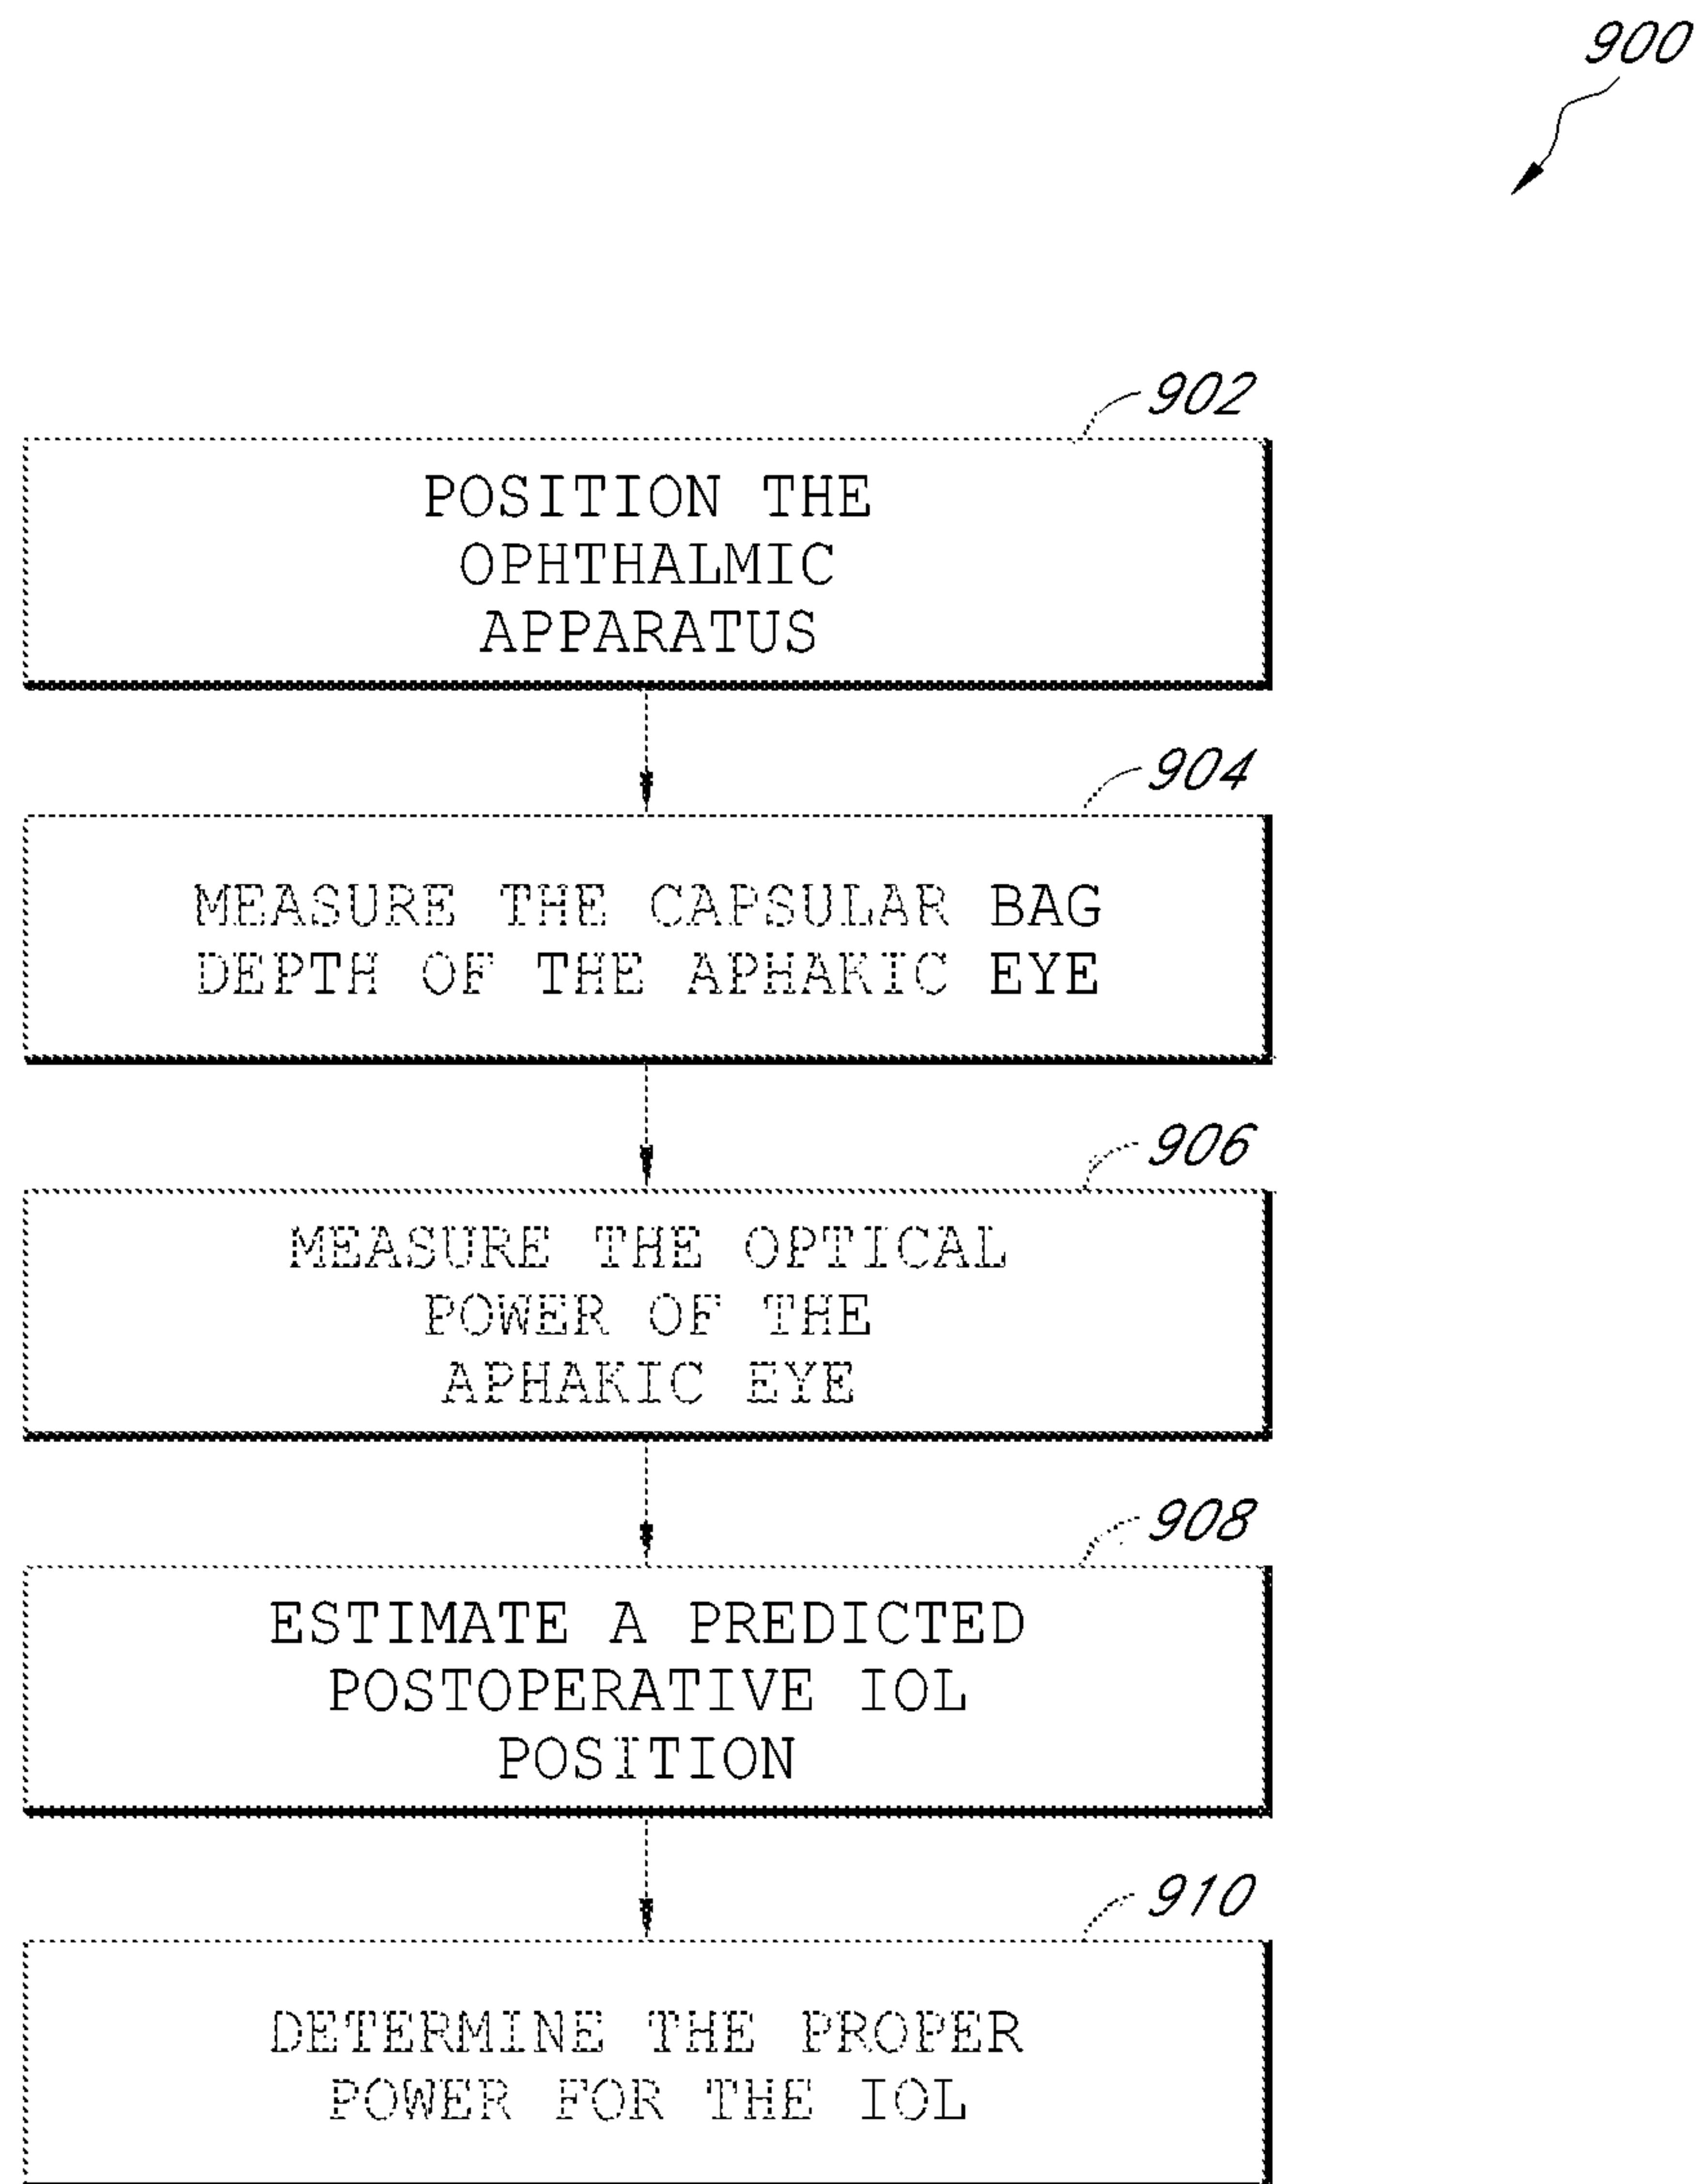 900
902
POSITION THE
OPHTHALMIC
APPARATUS
904
MEASURE THE CAPSULAR BAG
DEPTH OF THE APHAKIC EYE
906
MEASURE THE OPTICAL
POWER OF THE
APHAKIC EYE
908
ESTIMATE A PREDICTED
POSTOPERATIVE IOL
POSITION
910
DETERMINE THE PROPER
POWER FOR THE IOL